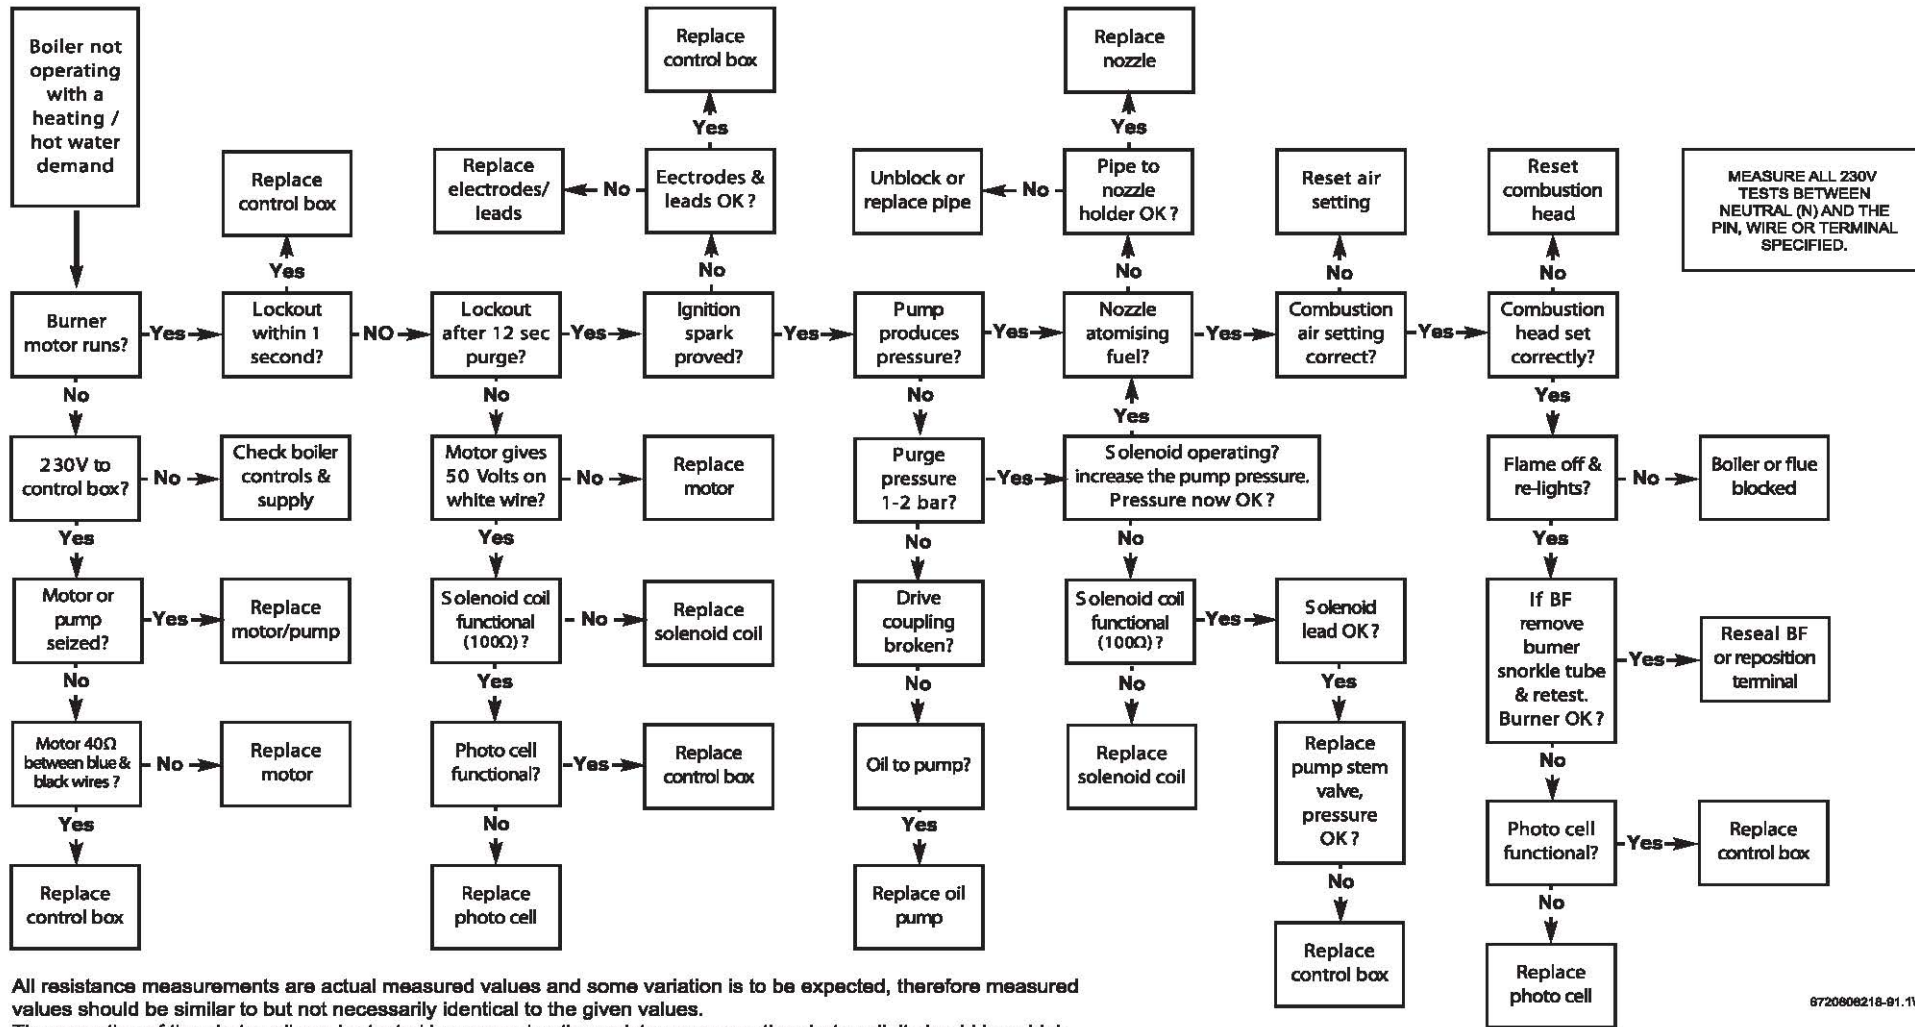 Boiler not
operating
with a
heating /
hot water
demand
Replace
control box
Replace
nozzle
Yes
Yes
Replace
control box
Replace
electrodes/
leads
No
Eectrodes &
leads OK?
Unblock or
replace pipe
No
Pipe to
nozzle
holder OK?
Reset air
setting
Reset
combustion
head
MEASURE ALL 230V
TESTS BETWEEN
NEUTRAL (N) AND THE
PIN, WIRE OR TERMINAL
SPECIFIED.
Yes
No
No
No
No
Burner
motor runs?
Yes
Lockout
within 1
second?
NO
Lockout
after 12 sec
purge?
Yes
Ignition
spark
proved?
Yes
Pump
produces
pressure?
Yes
Nozzle
atomising
fuel?
Yes
Combustion
air setting
correct?
Yes
Combustion
head set
correctly?
No
No
No
Yes
Yes
230V to
control box?
No
Check boiler
controls &
supply
Motor gives
50 Volts on
white wire?
No
Replace
motor
Purge
pressure
1-2 bar?
Yes
Solenoid operating?
increase the pump pressure.
Pressure now OK?
Flame off &
re-lights?
No
Boiler or flue
blocked
Yes
Yes
No
No
Yes
Motor or
pump
seized?
Yes
Replace
motor/pump
Solenoid coil
functional
(100Ω)?
No
Replace
solenoid coil
Drive
coupling
broken?
Solenoid coil
functional
(100Ω)?
Yes
Solenoid
lead OK?
If BF
remove
burner
snorkle tube
& retest.
Burner OK?
Yes
Reseal BF
or reposition
terminal
No
Yes
No
No
Yes
Motor 40Ω
between blue &
black wires?
No
Replace
motor
Photo cell
functional?
Yes
Replace
control box
Oil to pump?
Replace
solenoid coil
Replace
pump stem
valve,
pressure
OK?
No
Yes
No
Yes
No
Photo cell
functional?
Yes
Replace
control box
Replace
control box
Replace
photo cell
Replace oil
pump
Replace
control box
No
Replace
photo cell
All resistance measurements are actual measured values and some variation is to be expected, therefore measured
values should be similar to but not necessarily identical to the given values.